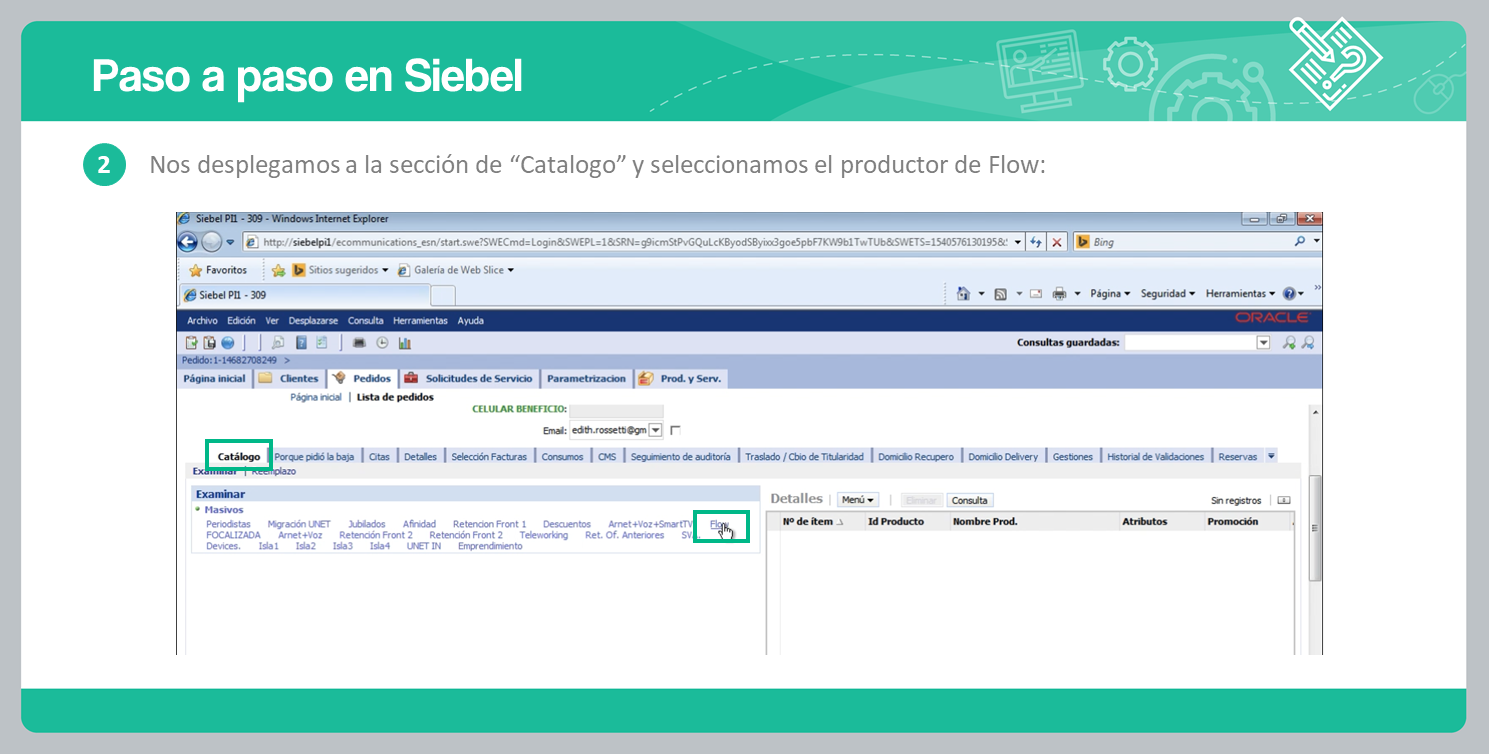 Paso a paso en Siebel
2 Nos desplegamos a la sección de “Catalogo” y seleccionamos el productor de Flow:
Siebel PI1 - 309 - Windows Internet Explorer
http://siebelpi1/ecommunications_esn/start.swe?SWECmd=Login&SWEPL=1&SRN=g9icmStPvGQuLcKByodSByixx3goe5pbF7KW9b1TwTUb&SWETS=1540576130195&
Bing
Favoritos Sitios sugeridos Galería de Web Slice
Siebel PI1 - 309 Página Seguridad Herramientas
Archivo Edición Ver Desplazarse Consulta Herramientas Ayuda ORACLE
Consultas guardadas:
Pedido:1-14682708249 >
Página inicial Clientes Pedidos Solicitudes de Servicio Parametrizacion Prod. y Serv.
Página inicial | Lista de pedidos
CELULAR BENEFICIO:
Email: edith.rossetti@gm
Catálogo Porque pidió la baja Citas Detalles Selección Facturas Consumos CMS Seguimiento de auditoría Traslado / Cbio de Titularidad Domicilio Recupero Domicilio Delivery Gestiones Historial de Validaciones Reservas
Examinar | Reemplazo
Examinar
Masivos
Periodistas Migración UNET Jubilados Afinidad Retencion Front 1 Descuentos Arnet+Voz+SmartTV Flow
FOCALIZADA Arnet+Voz Retención Front 2 Retención Front 2 Teleworking Ret. Of. Anteriores
Devices. Isla1 Isla2 Isla3 Isla4 UNET IN Emprendimiento
Detalles Menú Eliminar Consulta Sin registros
Nº de ítem Id Producto Nombre Prod. Atributos Promoción